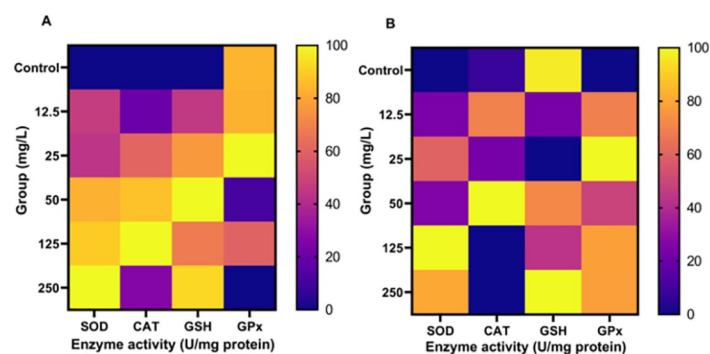 A
Group (mg/L)
Control
12.5
25
50
125
250
SOD CAT GSH GPx
Enzyme activity (U/mg protein)
100
80
60
40
20
0
B
Group (mg/L)
Control
12.5
25
50
125
250
SOD CAT GSH GPx
Enzyme activity (U/mg protein)
100
80
60
40
20
0